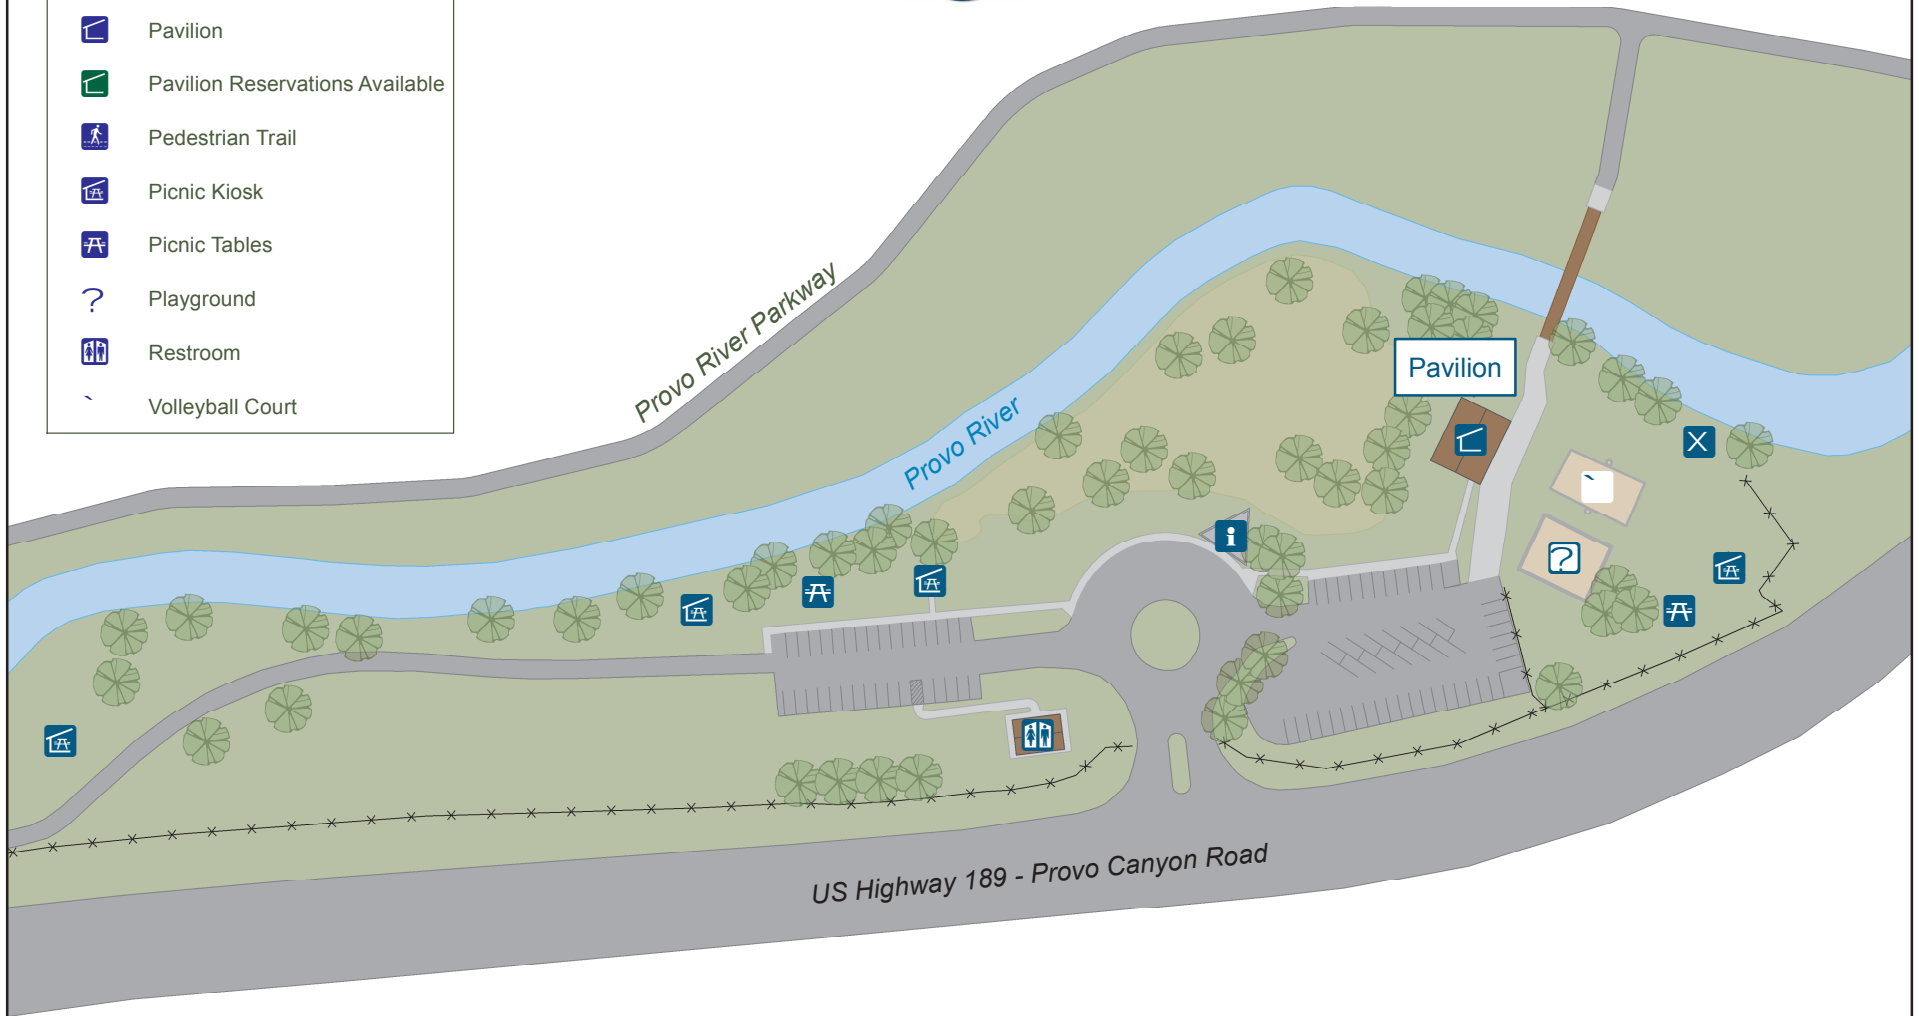 Pavilion
Pavilion Reservations Available
Pedestrian Trail
Picnic Kiosk
Picnic Tables
? Playground
Restroom
Volleyball Court
Provo River Parkway
Provo River
Pavilion
i
X
?
US Highway 189 - Provo Canyon Road